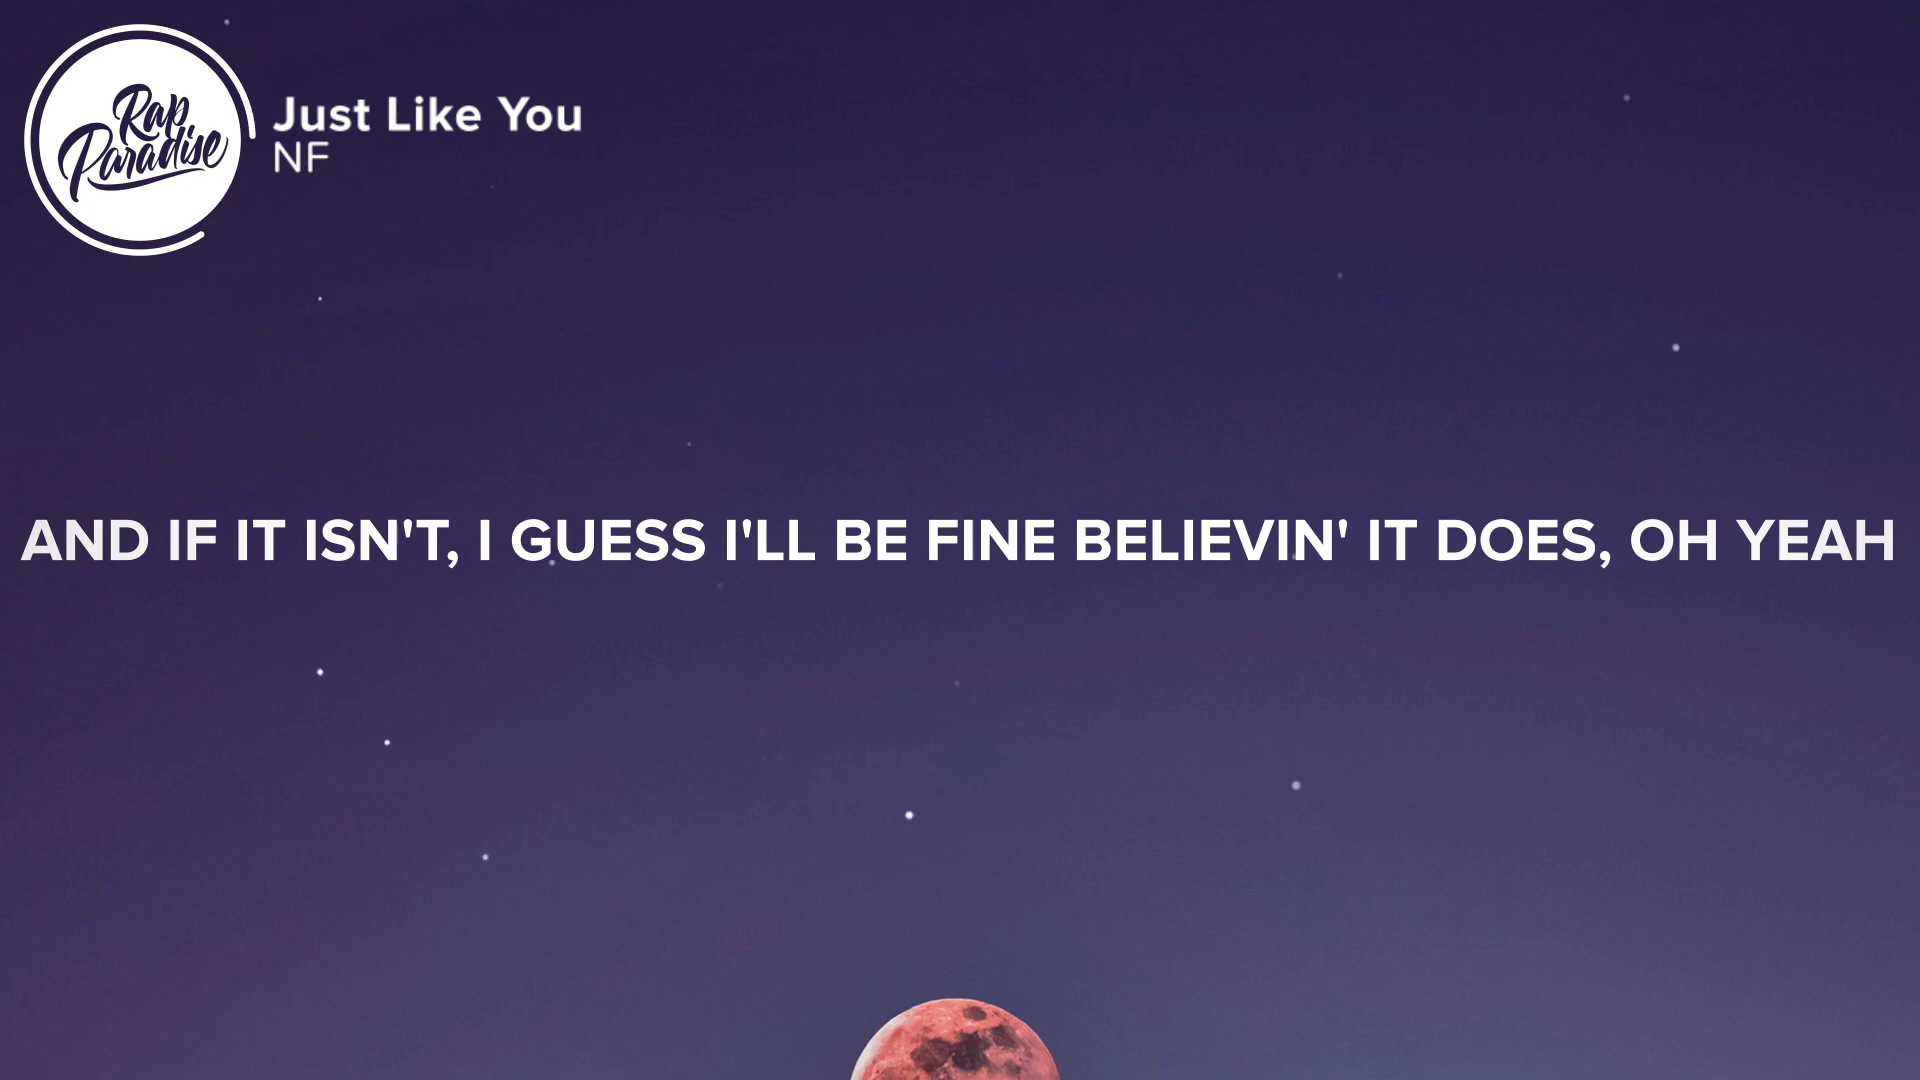 Rap
Paradise
Just Like You
NF
AND IF IT ISN'T, I GUESS I'LL BE FINE BELIEVIN' IT DOES, OH YEAH